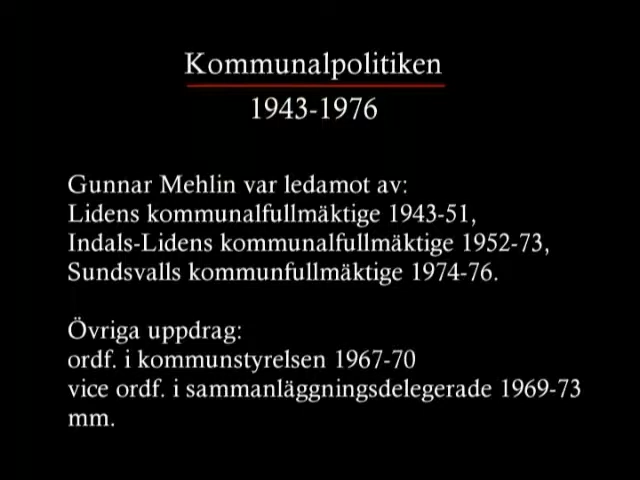 Kommunalpolitiken
1943-1976
Gunnar Mehlin var ledamot av:
Lidens kommunalfullmäktige 1943-51,
Indals-Lidens kommunalfullmäktige 1952-73,
Sundsvalls kommunfullmäktige 1974-76.
Övriga uppdrag:
ordf. i kommunstyrelsen 1967-70
vice ordf. i sammanläggningsdelegerade 1969-73
mm.